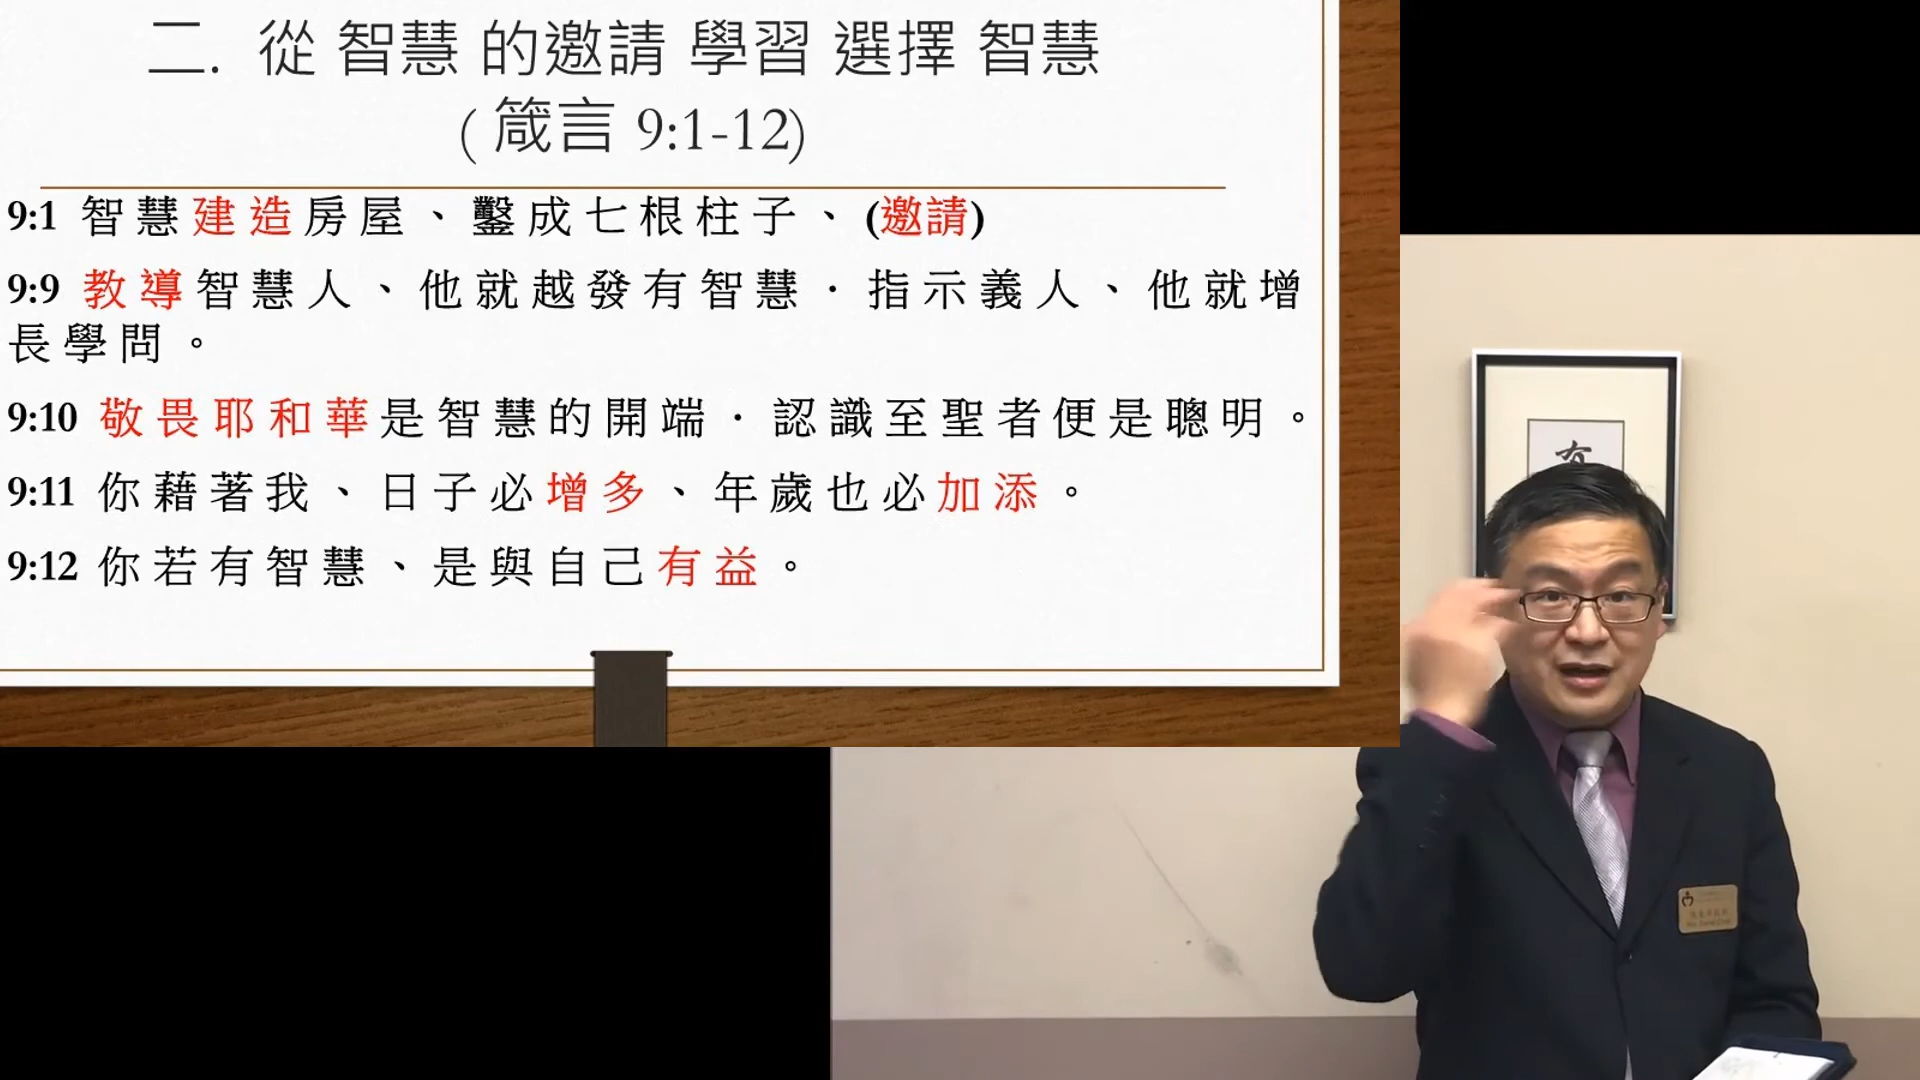 二. 從 智慧 的邀請 學習 選擇 智慧
( 箴言 9:1-12)
9:1 智慧建造房屋、鑿成七根柱子、(邀請)
9:9 教導智慧人、他就越發有智慧．指示義人、他就增
長學問。
9:10 敬畏耶和華是智慧的開端．認識至聖者便是聰明。
9:11 你藉著我、日子必增多、年歲也必加添。
9:12 你若有智慧、是與自己有益。
有